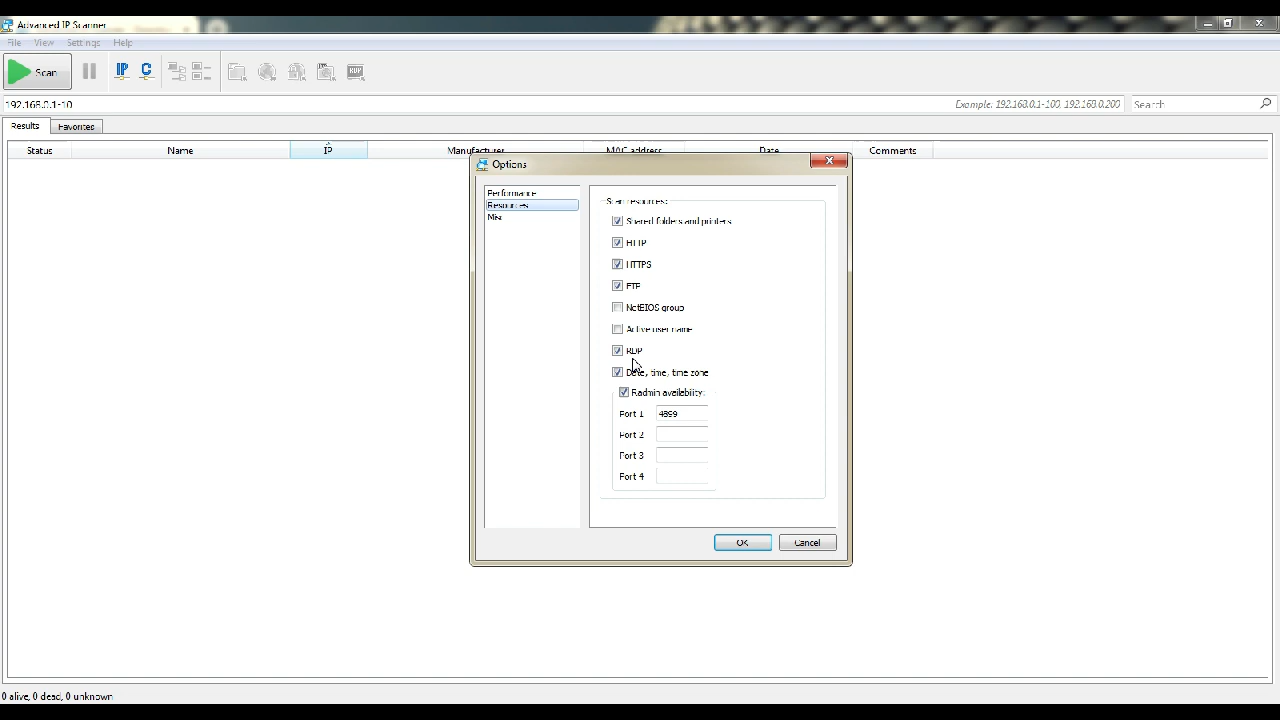 Advanced IP Scanner
File View Settings Help
Scan IP C
192.168.0.1-10 Example: 192.168.0.1-100, 192.168.0.200 Search
Results Favorites
Status Name IP Manufacturer MAC address Date Comments
Options
Performance
Resources
Misc
Scan resources:
Shared folders and printers
HTTP
HTTPS
FTP
NetBIOS group
Active user name
RDP
Date, time, time zone
Radmin availability:
Port 1 4899
Port 2
Port 3
Port 4
OK Cancel
0 alive, 0 dead, 0 unknown